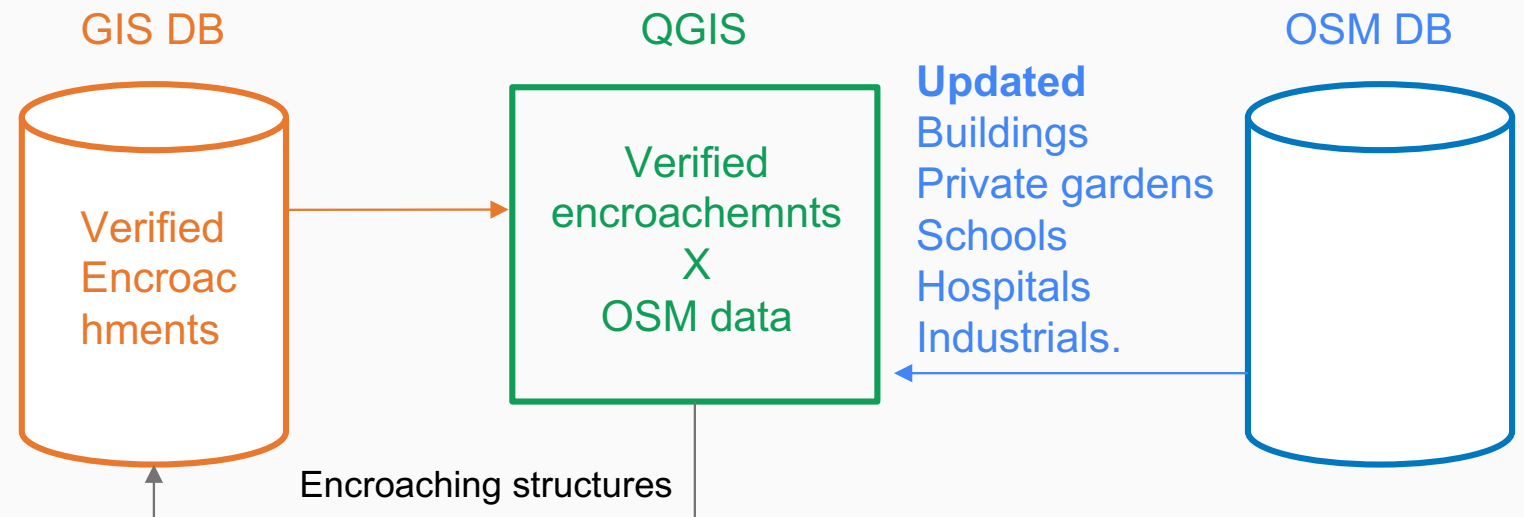 GIS DB
QGIS
OSM DB
Verified
Encroac
hments
Verified
encroachemnts
X
OSM data
Updated
Buildings
Private gardens
Schools
Hospitals
Industrials.
Encroaching structures